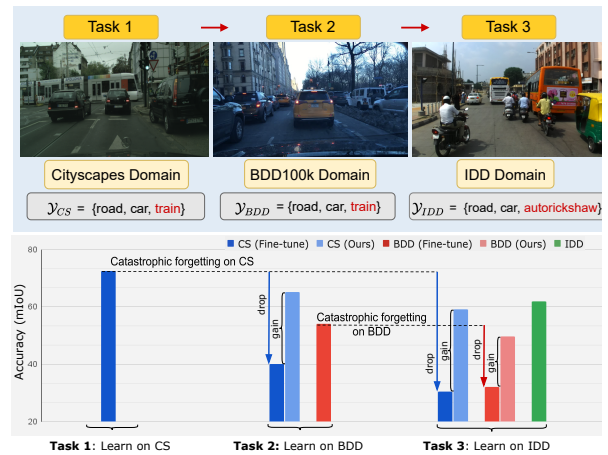 Task 1
Task 2
Task 3
Cityscapes Domain
BDD100k Domain
IDD Domain
𝒴_CS = {road, car, train}
𝒴_BDD = {road, car, train}
𝒴_IDD = {road, car, autorickshaw}
CS (Fine-tune)
CS (Ours)
BDD (Fine-tune)
BDD (Ours)
IDD
Accuracy (mIoU)
80
60
40
20
Catastrophic forgetting on CS
drop
gain
Catastrophic forgetting
on BDD
drop
gain
drop
gain
Task 1: Learn on CS
Task 2: Learn on BDD
Task 3: Learn on IDD